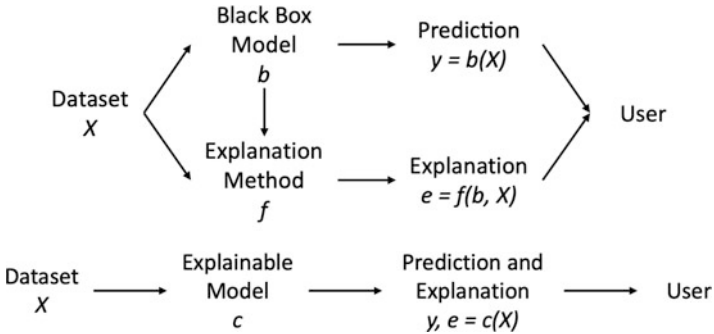 Black Box
Model
b
Prediction
y = b(X)
Dataset
X
User
Explanation
Method
f
Explanation
e = f(b, X)
Dataset
X
Explainable
Model
c
Prediction and
Explanation
y, e = c(X)
User